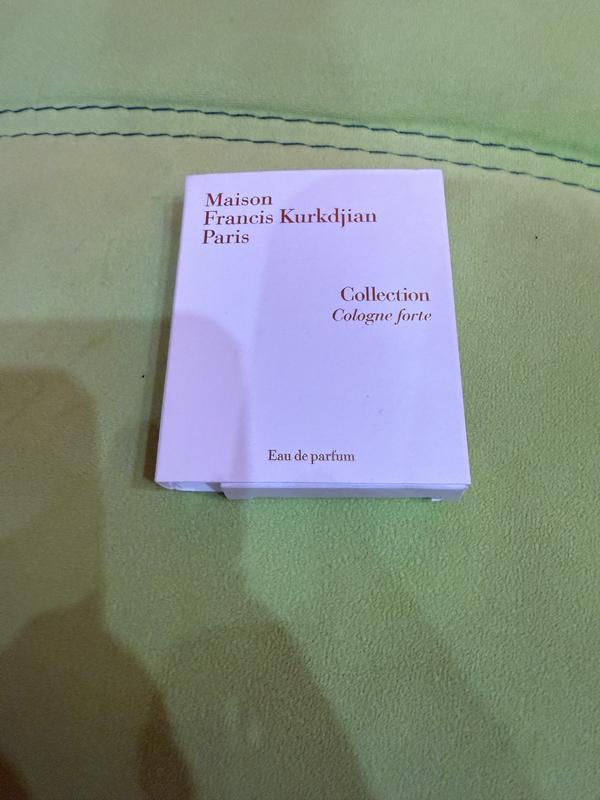 Maison
Francis Kurkdjian
Paris
Collection
Cologne forte
Eau de parfum